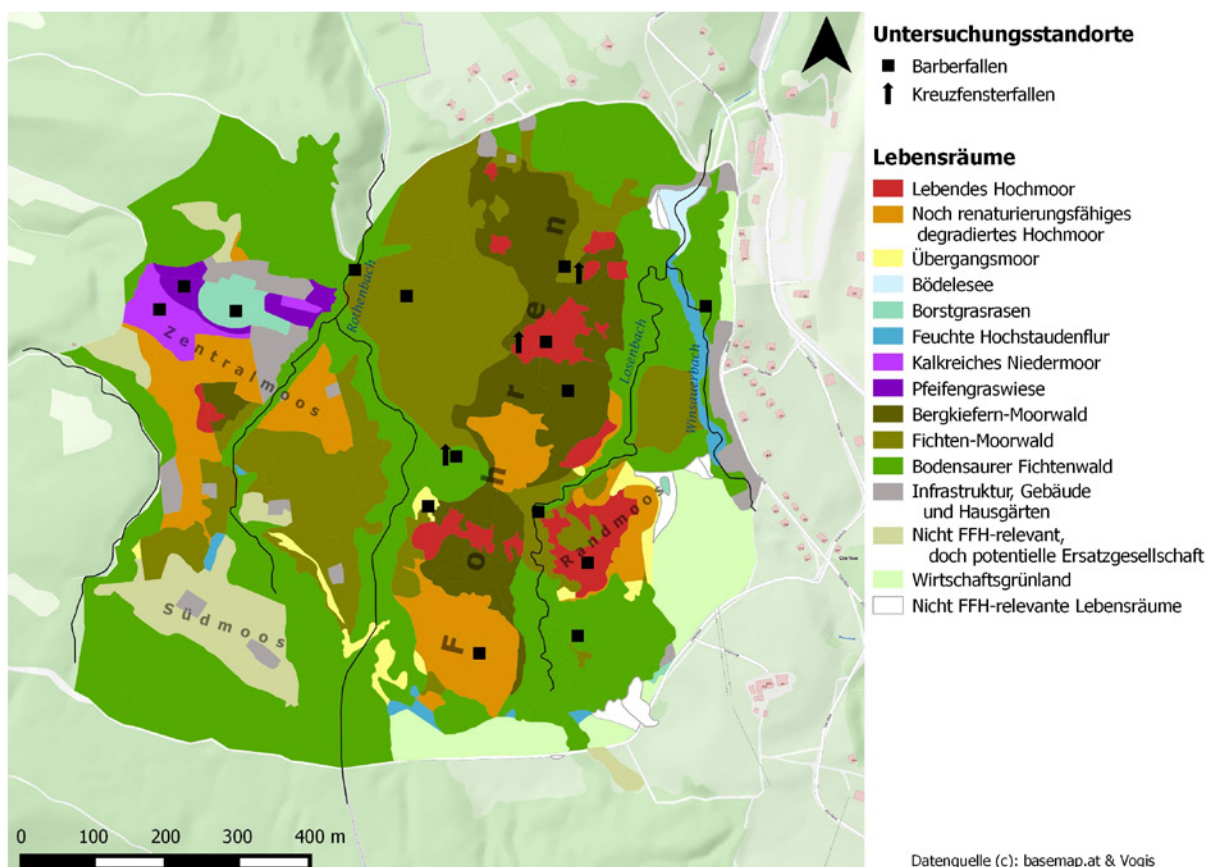 Untersuchungsstandorte
Barberfallen
Kreuzfensterfallen
Lebensräume
Lebendes Hochmoor
Noch renaturierungsfähiges
degradiertes Hochmoor
Übergangsmoor
Bödelesee
Borstgrasrasen
Feuchte Hochstaudenflur
Kalkreiches Niedermoor
Pfeifengraswiese
Bergkiefern-Moorwald
Fichten-Moorwald
Bodensaurer Fichtenwald
Infrastruktur, Gebäude
und Hausgärten
Nicht FFH-relevant,
doch potentielle Ersatzgesellschaft
Wirtschaftsgrünland
Nicht FFH-relevante Lebensräume
Rothenbach
Zentralmoos
Fohren
Losenbach
Winsauerbach
Randmoos
Südmoos
0 100 200 300 400 m
Datenquelle (c): basemap.at & Vogis